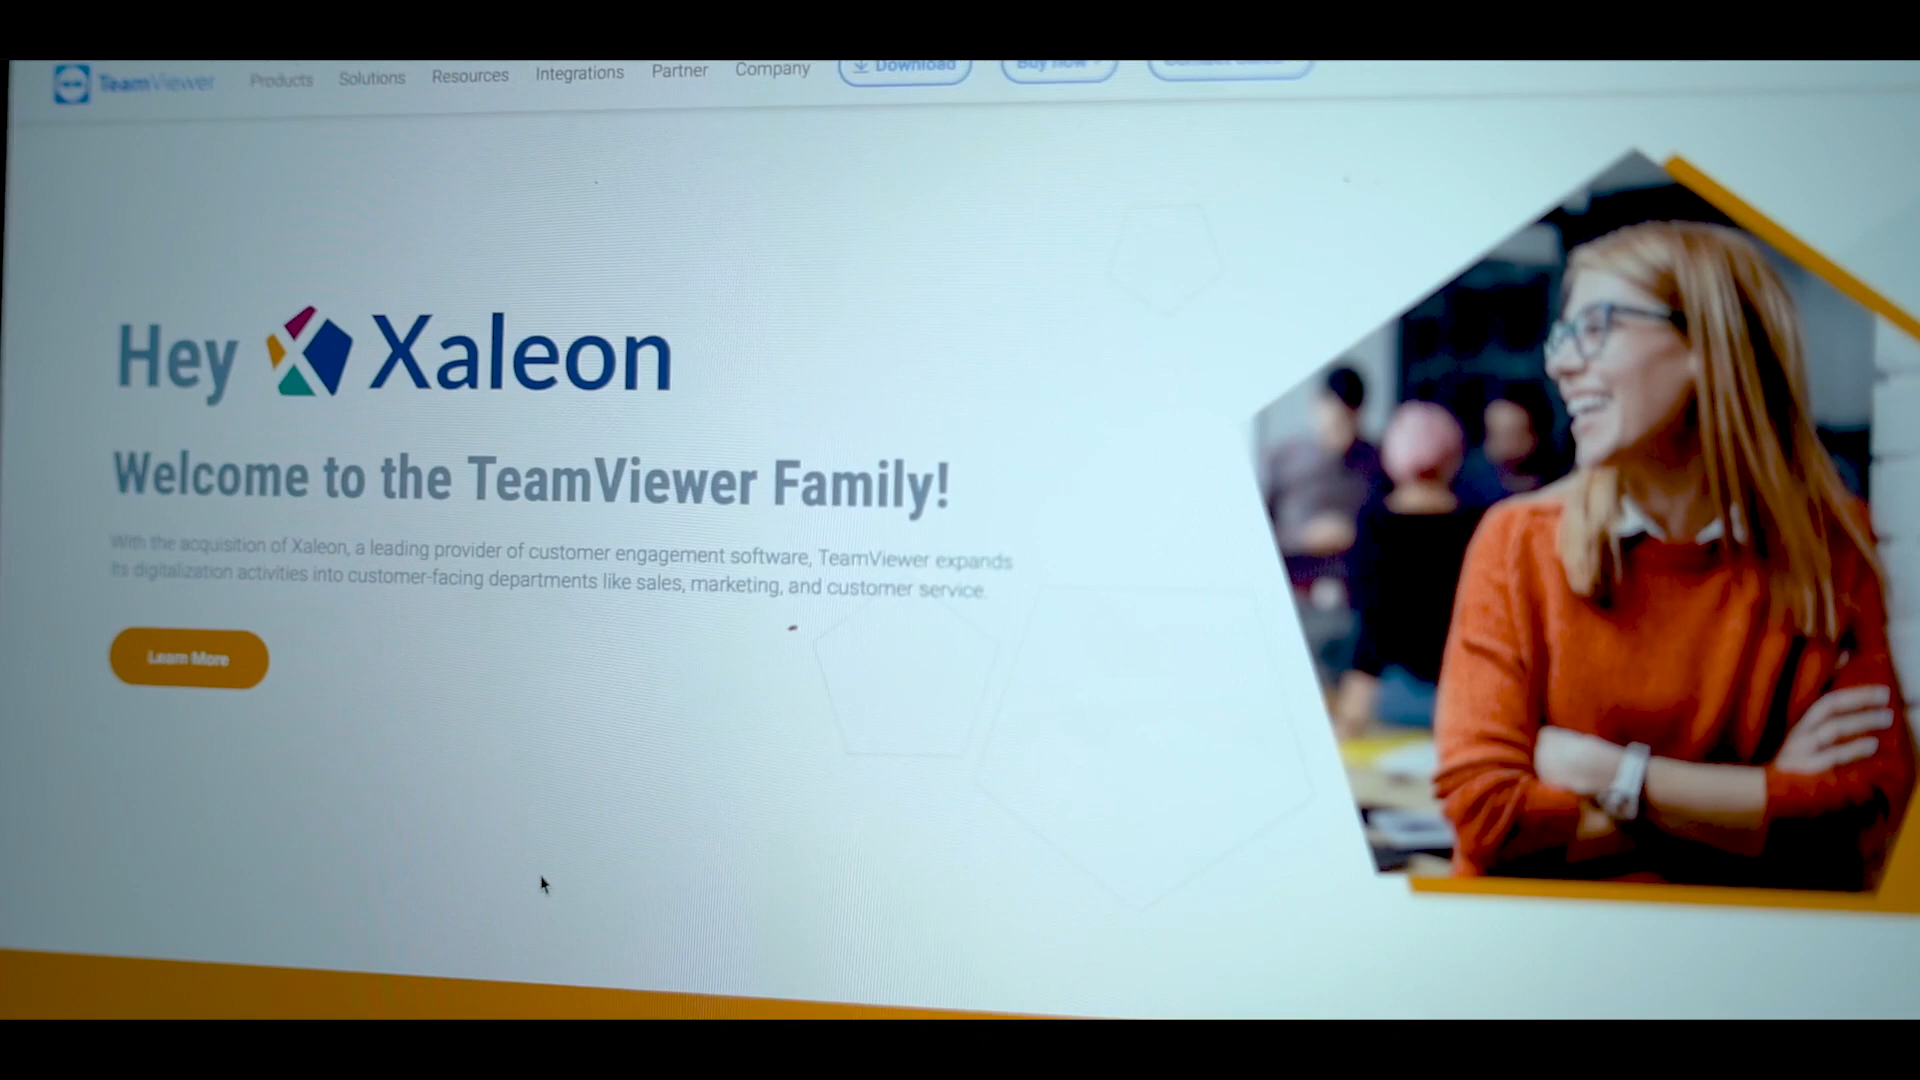 TeamViewer Products Solutions Resources Integrations Partner Company Download Buy now
Hey Xaleon
Welcome to the TeamViewer Family!
With the acquisition of Xaleon, a leading provider of customer engagement software, TeamViewer expands
its digitalization activities into customer-facing departments like sales, marketing, and customer service.
Learn More